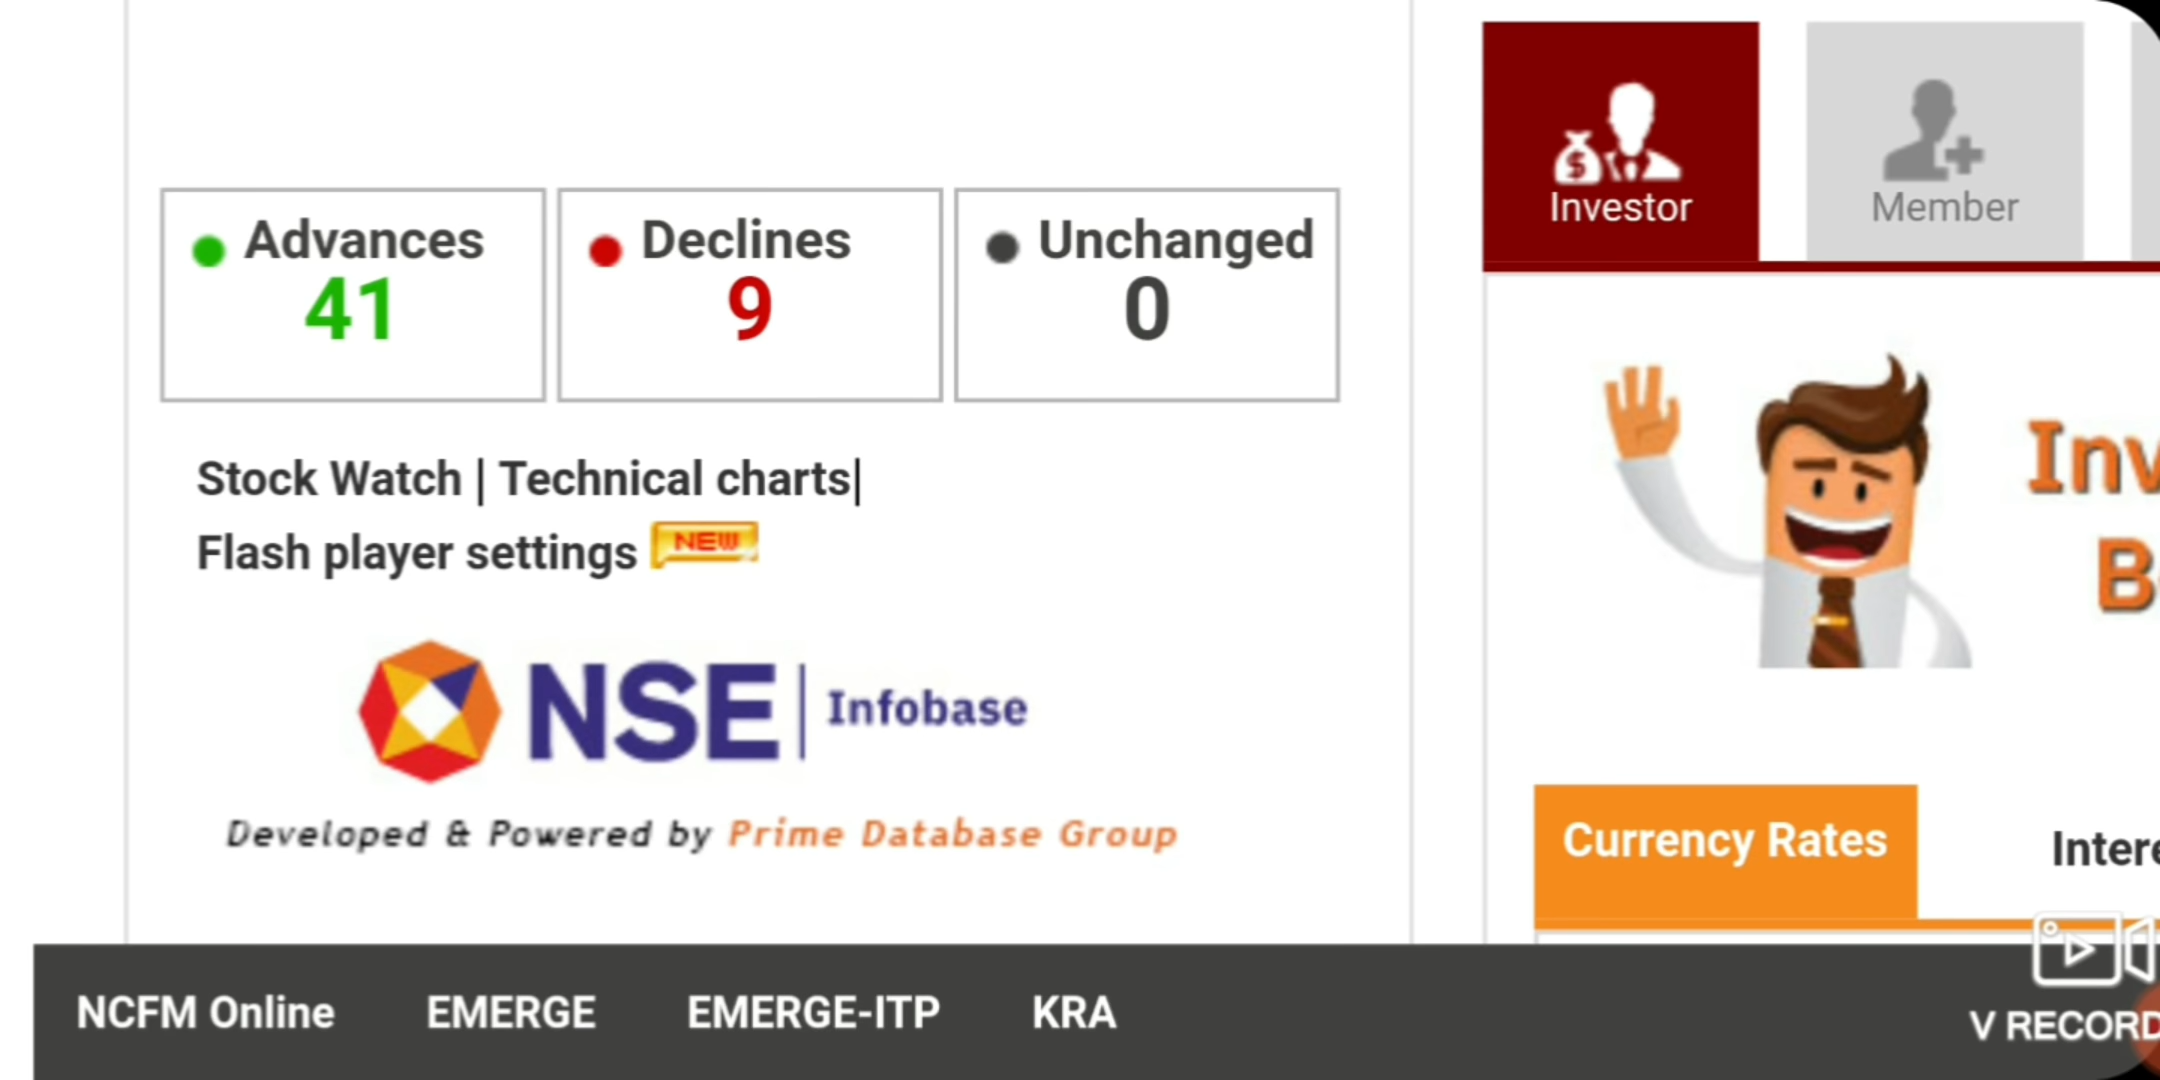 Investor
Member
Advances
41
Declines
9
Unchanged
0
Stock Watch | Technical charts|
Flash player settings NEW
NSE | Infobase
Developed & Powered by Prime Database Group
Currency Rates
NCFM Online EMERGE EMERGE-ITP KRA
V RECORD